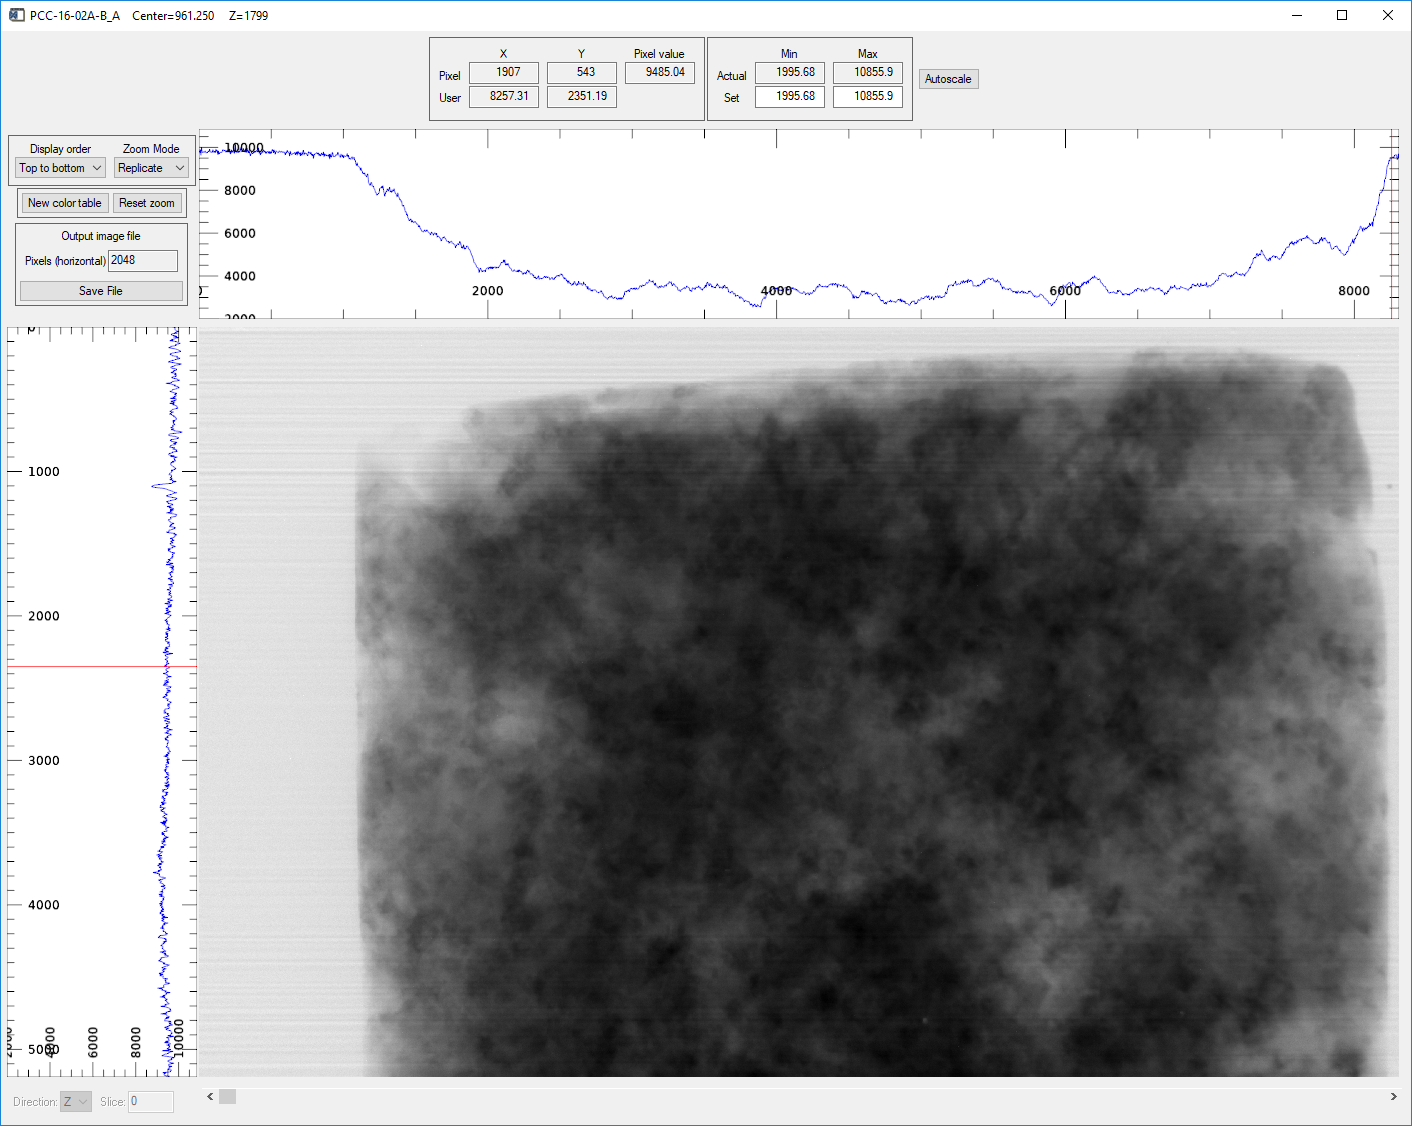 PCC-16-02A-B_A Center=961.250 Z=1799
X Y Pixel value
Pixel 1907 543 9485.04
User 8257.31 2351.19
Min Max
Actual 1995.68 10855.9
Set 1995.68 10855.9
Autoscale
Display order Zoom Mode
Top to bottom Replicate
New color table Reset zoom
Output image file
Pixels (horizontal) 2048
Save File
10000
8000
6000
4000
2000
0 2000 4000 6000 8000
0
1000
2000
3000
4000
5000
2000 4000 6000 8000 10000
Direction: Z Slice: 0